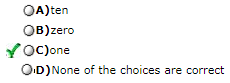 A)ten
B)zero
C)one
D)None of the choices are correct